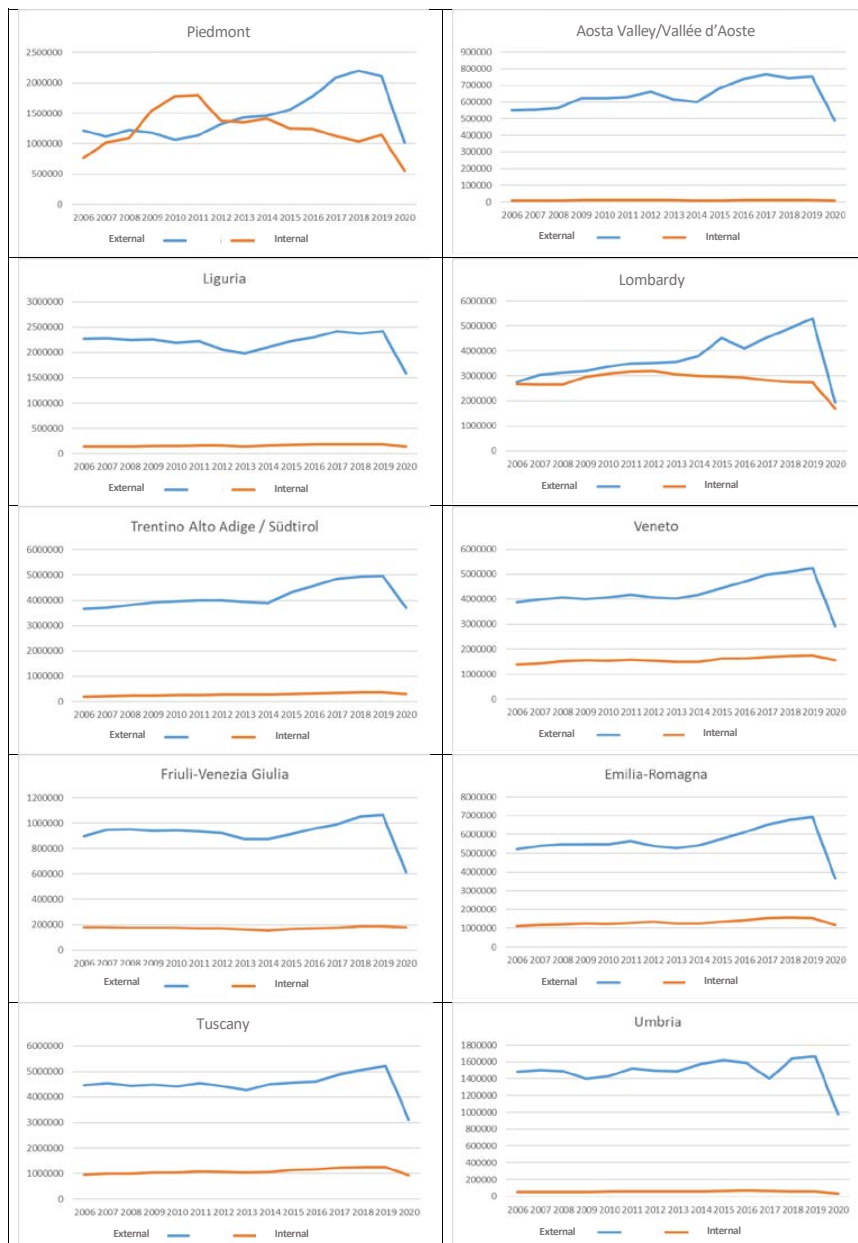 Piedmont
2500000
2000000
1500000
1000000
500000
0
2006 2007 2008 2009 2010 2011 2012 2013 2014 2015 2016 2017 2018 2019 2020
External Internal
Aosta Valley/Vallée d'Aoste
900000
800000
700000
600000
500000
400000
300000
200000
100000
0
2006 2007 2008 2009 2010 2011 2012 2013 2014 2015 2016 2017 2018 2019 2020
External Internal
Liguria
3000000
2500000
2000000
1500000
1000000
500000
0
2006 2007 2008 2009 2010 2011 2012 2013 2014 2015 2016 2017 2018 2019 2020
External Internal
Lombardy
6000000
5000000
4000000
3000000
2000000
1000000
0
2006 2007 2008 2009 2010 2011 2012 2013 2014 2015 2016 2017 2018 2019 2020
External Internal
Trentino Alto Adige / Südtirol
6000000
5000000
4000000
3000000
2000000
1000000
0
2006 2007 2008 2009 2010 2011 2012 2013 2014 2015 2016 2017 2018 2019 2020
External Internal
Veneto
6000000
5000000
4000000
3000000
2000000
1000000
0
2006 2007 2008 2009 2010 2011 2012 2013 2014 2015 2016 2017 2018 2019 2020
External Internal
Friuli-Venezia Giulia
1200000
1000000
800000
600000
400000
200000
0
2006 2007 2008 2009 2010 2011 2012 2013 2014 2015 2016 2017 2018 2019 2020
External Internal
Emilia-Romagna
8000000
7000000
6000000
5000000
4000000
3000000
2000000
1000000
0
2006 2007 2008 2009 2010 2011 2012 2013 2014 2015 2016 2017 2018 2019 2020
External Internal
Tuscany
6000000
5000000
4000000
3000000
2000000
1000000
0
2006 2007 2008 2009 2010 2011 2012 2013 2014 2015 2016 2017 2018 2019 2020
External Internal
Umbria
1800000
1600000
1400000
1200000
1000000
800000
600000
400000
200000
0
2006 2007 2008 2009 2010 2011 2012 2013 2014 2015 2016 2017 2018 2019 2020
External Internal